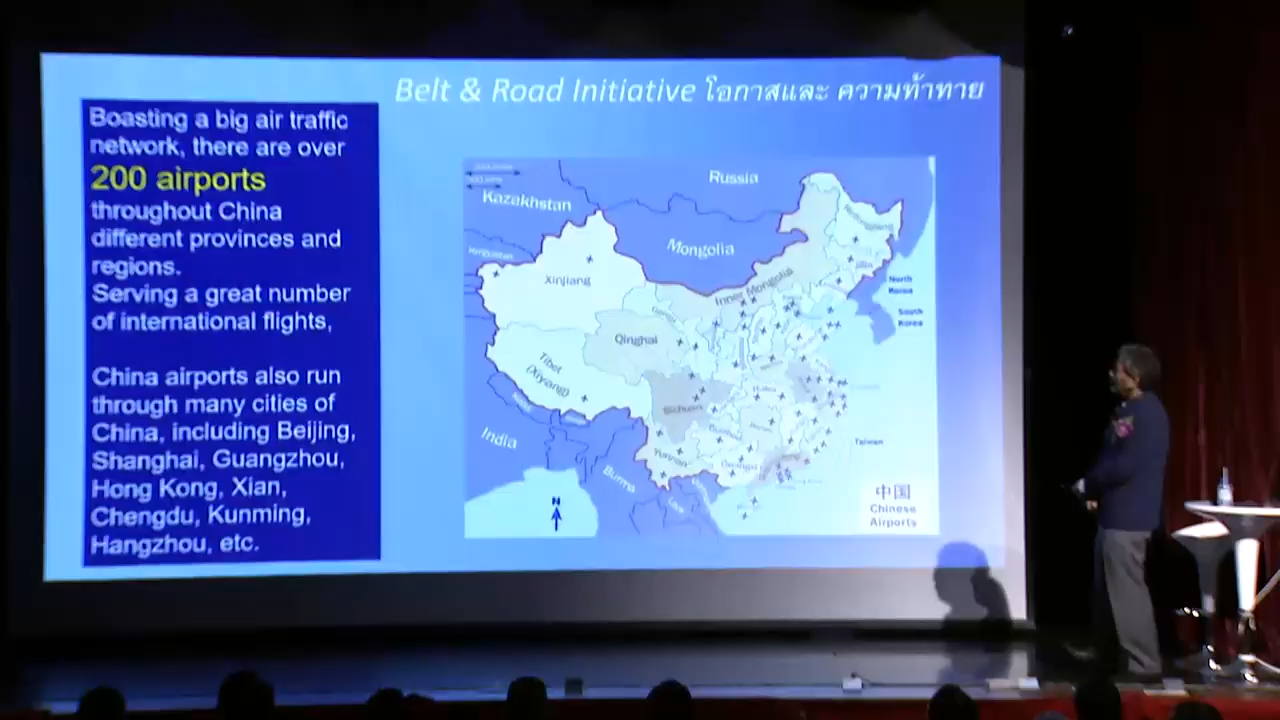 Belt & Road Initiative โอกาสและ ความท้าทาย
Boasting a big air traffic
network, there are over
200 airports
throughout China
different provinces and
regions.
Serving a great number
of international flights,
China airports also run
through many cities of
China, including Beijing,
Shanghai, Guangzhou,
Hong Kong, Xian,
Chengdu, Kunming,
Hangzhou, etc.
Russia
Kazakhstan
Mongolia
Xinjiang
Inner Mongolia
North
Korea
South
Korea
Qinghai
Tibet
(Xiyang)
Sichuan
India
Yunnan
Burma
Taiwan
N
中国
Chinese
Airports